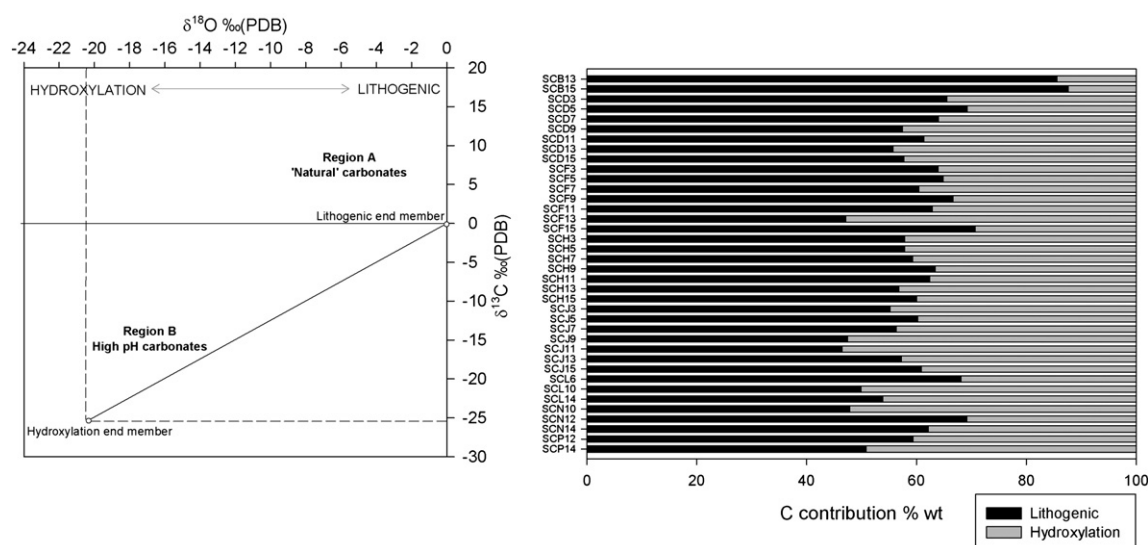 δ18O ‰(PDB)
-24 -22 -20 -18 -16 -14 -12 -10 -8 -6 -4 -2 0
20
HYDROXYLATION LITHOGENIC
15
10
Region A
'Natural' carbonates
5
Lithogenic end member
0
-5
δ13C ‰(PDB)
-10
Region B
High pH carbonates
-15
-20
-25
Hydroxylation end member
-30
SCB13
SCB15
SCD3
SCD5
SCD7
SCD9
SCD11
SCD13
SCD15
SCF3
SCF5
SCF7
SCF9
SCF11
SCF13
SCF15
SCH3
SCH5
SCH7
SCH9
SCH11
SCH13
SCH15
SCJ3
SCJ5
SCJ7
SCJ9
SCJ11
SCJ13
SCJ15
SCL6
SCL10
SCL14
SCN10
SCN12
SCN14
SCP12
SCP14
0 20 40 60 80 100
C contribution % wt
Lithogenic
Hydroxylation